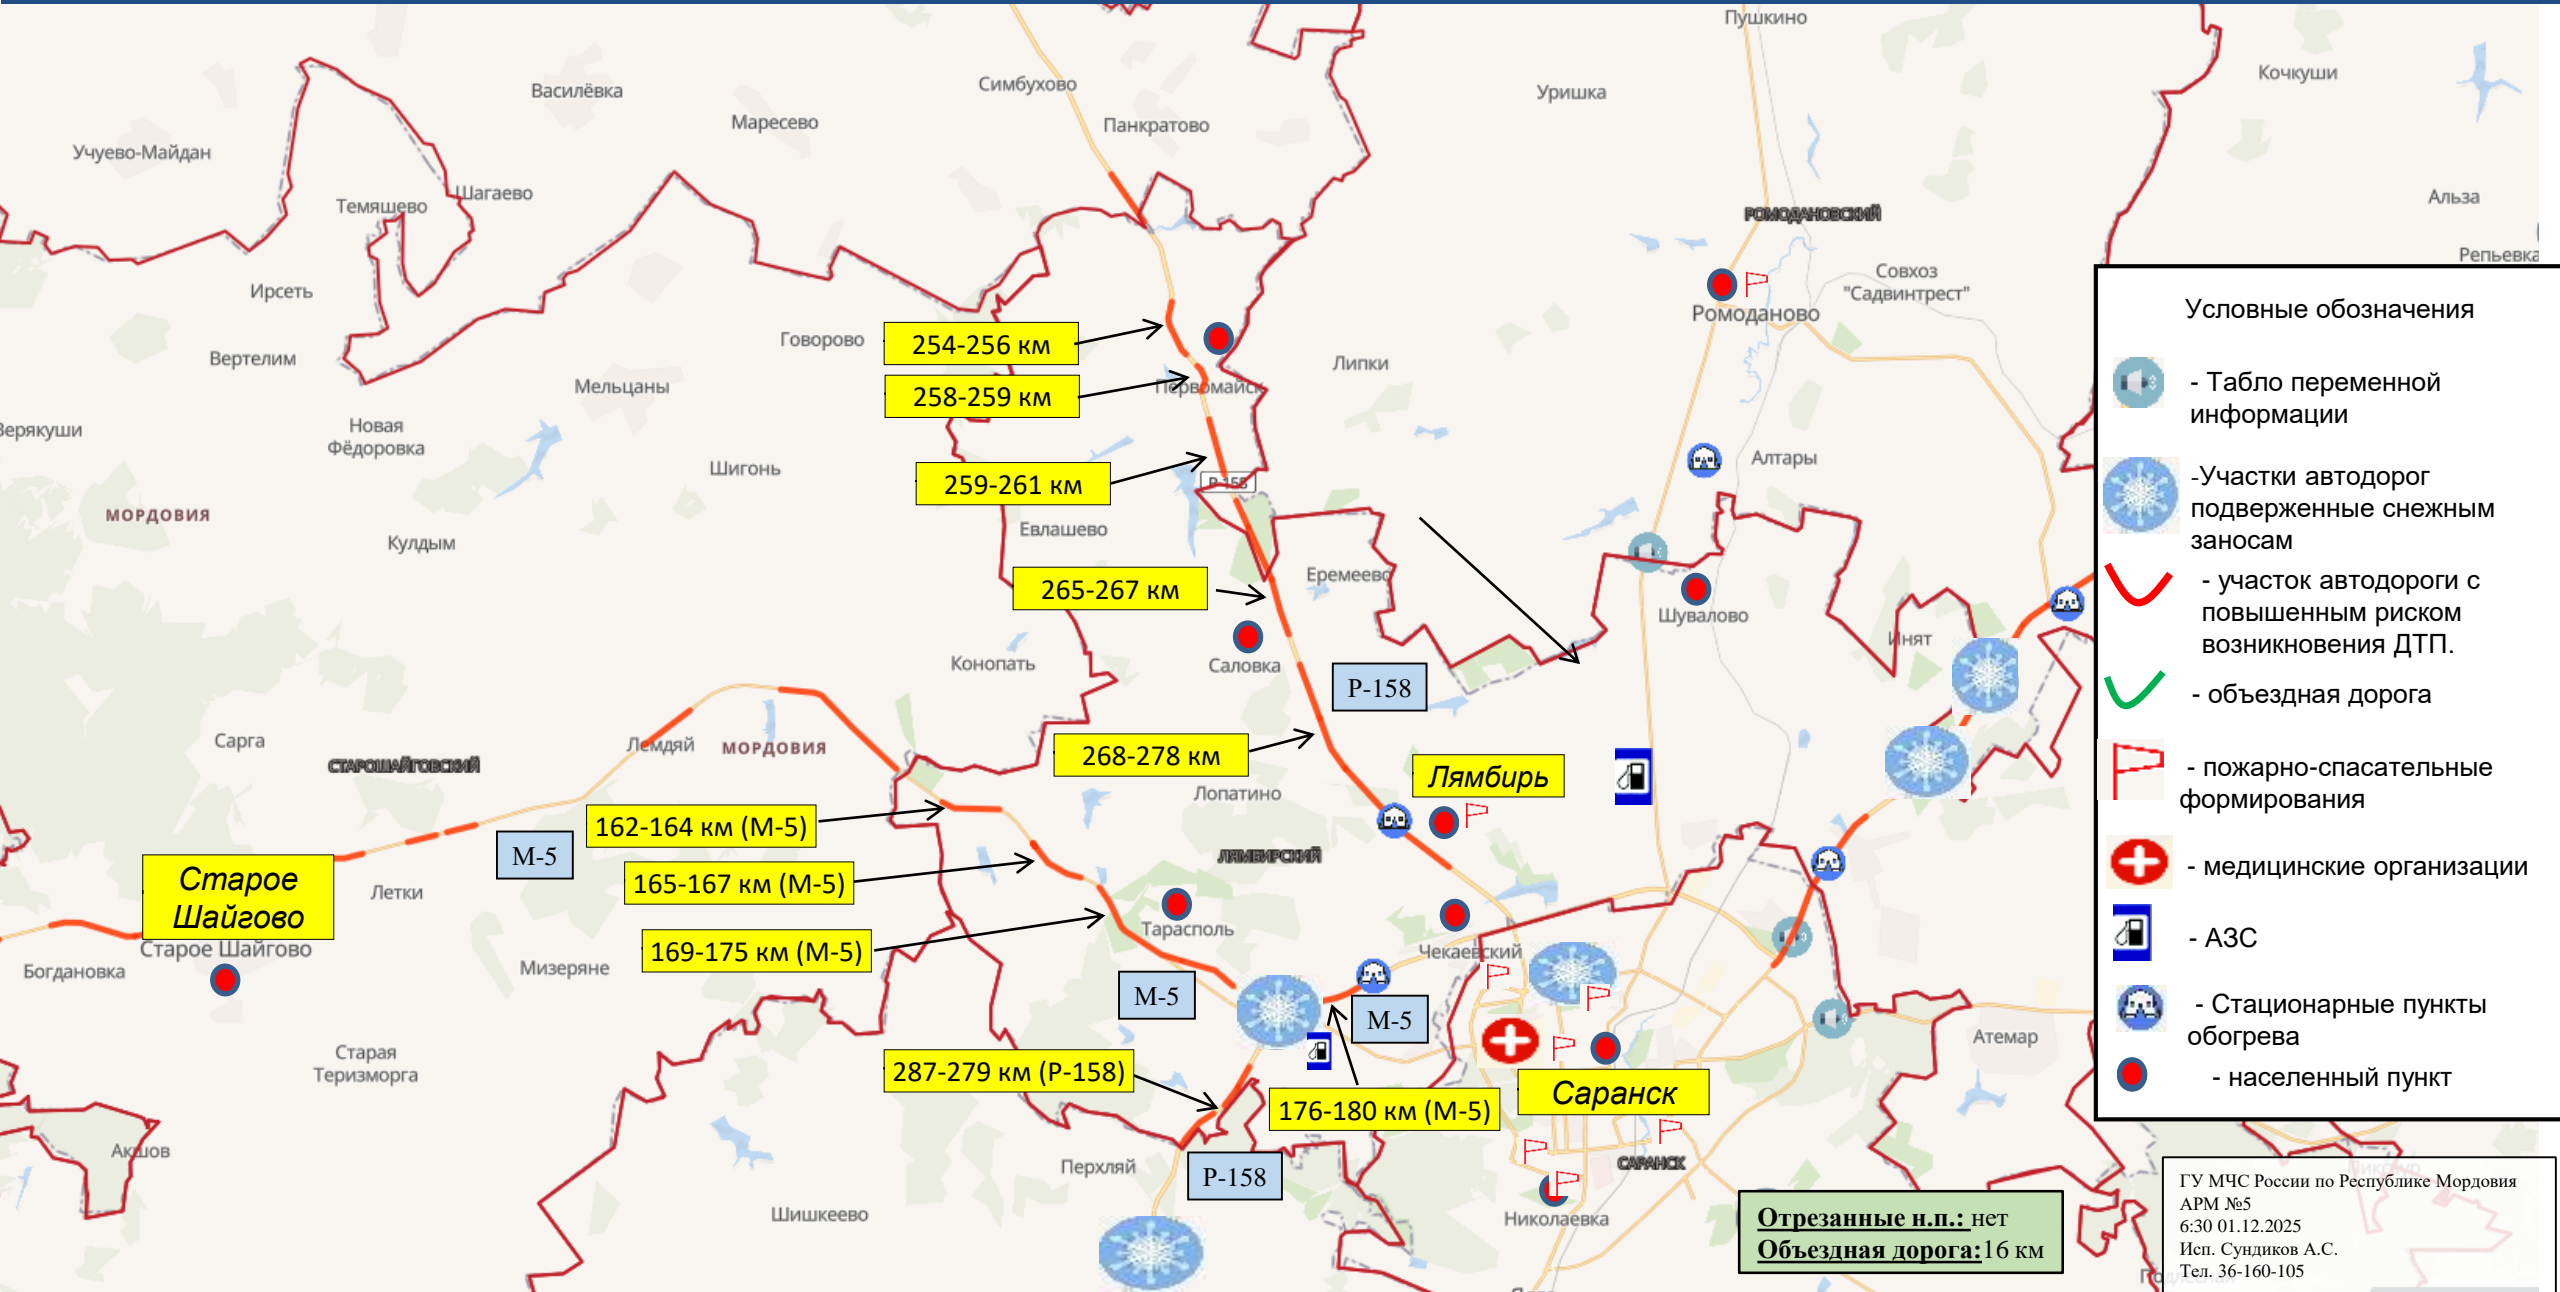 Пушкино
Кочкуши
Симбухово
Василёвка
Уришка
Маресево
Панкратово
Учуево-Майдан
Шагаево
Темяшево
Альза
РОМОДАНОВСКИЙ
Репьевка
Ирсеть
Совхоз
"Садвинтрест"
Ромоданово
Говорово
254-256 км
Вертелим
Липки
Мельцаны
258-259 км
Первомайск
Новая
Фёдоровка
Верякуши
Шигонь
Алтары
259-261 км
Р-158
МОРДОВИЯ
Евлашево
Кулдым
Еремеево
265-267 км
Шувалово
Инят
Конопать
Саловка
Р-158
Сарга
Лемдяй
МОРДОВИЯ
268-278 км
СТАРОШАЙГОВСКИЙ
Лямбирь
Лопатино
162-164 км (М-5)
М-5
ЛЯМБИРСКИЙ
Старое
Шайгово
Летки
165-167 км (М-5)
Тарасполь
169-175 км (М-5)
Чекаевский
Старое Шайгово
Богдановка
Мизеряне
М-5
М-5
Атемар
Старая
Теризморга
287-279 км (Р-158)
176-180 км (М-5)
Саранск
Акшов
Перхляй
Р-158
САРАНСК
Шишкеево
Николаевка
Условные обозначения
- Табло переменной
информации
-Участки автодорог
подверженные снежным
заносам
- участок автодороги с
повышенным риском
возникновения ДТП.
- объездная дорога
- пожарно-спасательные
формирования
- медицинские организации
- АЗС
- Стационарные пункты
обогрева
- населенный пункт
Отрезанные н.п.: нет
Объездная дорога:16 км
ГУ МЧС России по Республике Мордовия
АРМ №5
6:30 01.12.2025
Исп. Сундиков А.С.
Тел. 36-160-105